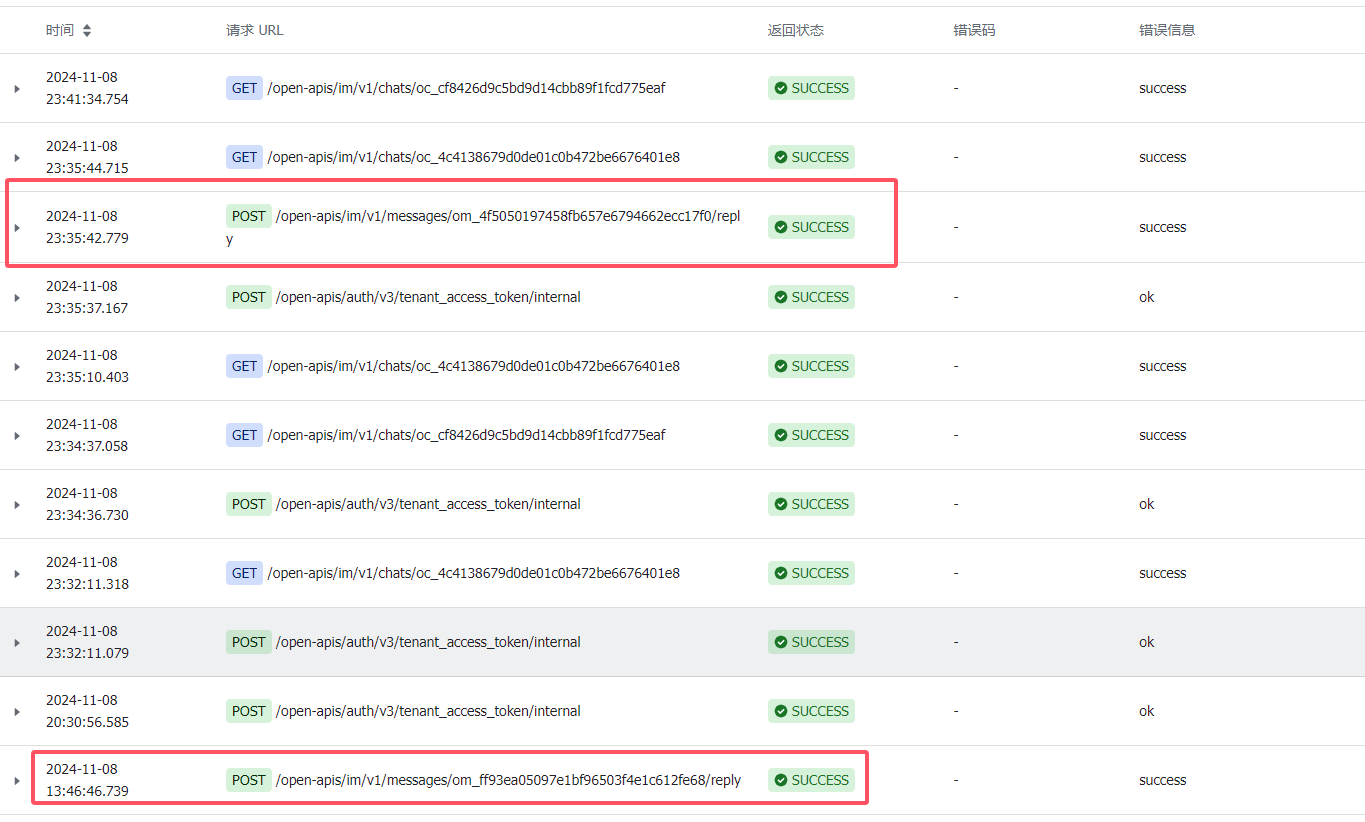 时间 请求 URL 返回状态 错误码 错误信息
2024-11-08
23:41:34.754
GET /open-apis/im/v1/chats/oc_cf8426d9c5bd9d14cbb89f1fcd775eaf SUCCESS - success
2024-11-08
23:35:44.715
GET /open-apis/im/v1/chats/oc_4c4138679d0de01c0b472be6676401e8 SUCCESS - success
2024-11-08
23:35:42.779
POST /open-apis/im/v1/messages/om_4f5050197458fb657e6794662ecc17f0/repl
y
SUCCESS - success
2024-11-08
23:35:37.167
POST /open-apis/auth/v3/tenant_access_token/internal SUCCESS - ok
2024-11-08
23:35:10.403
GET /open-apis/im/v1/chats/oc_4c4138679d0de01c0b472be6676401e8 SUCCESS - success
2024-11-08
23:34:37.058
GET /open-apis/im/v1/chats/oc_cf8426d9c5bd9d14cbb89f1fcd775eaf SUCCESS - success
2024-11-08
23:34:36.730
POST /open-apis/auth/v3/tenant_access_token/internal SUCCESS - ok
2024-11-08
23:32:11.318
GET /open-apis/im/v1/chats/oc_4c4138679d0de01c0b472be6676401e8 SUCCESS - success
2024-11-08
23:32:11.079
POST /open-apis/auth/v3/tenant_access_token/internal SUCCESS - ok
2024-11-08
20:30:56.585
POST /open-apis/auth/v3/tenant_access_token/internal SUCCESS - ok
2024-11-08
13:46:46.739
POST /open-apis/im/v1/messages/om_ff93ea05097e1bf96503f4e1c612fe68/reply SUCCESS - success